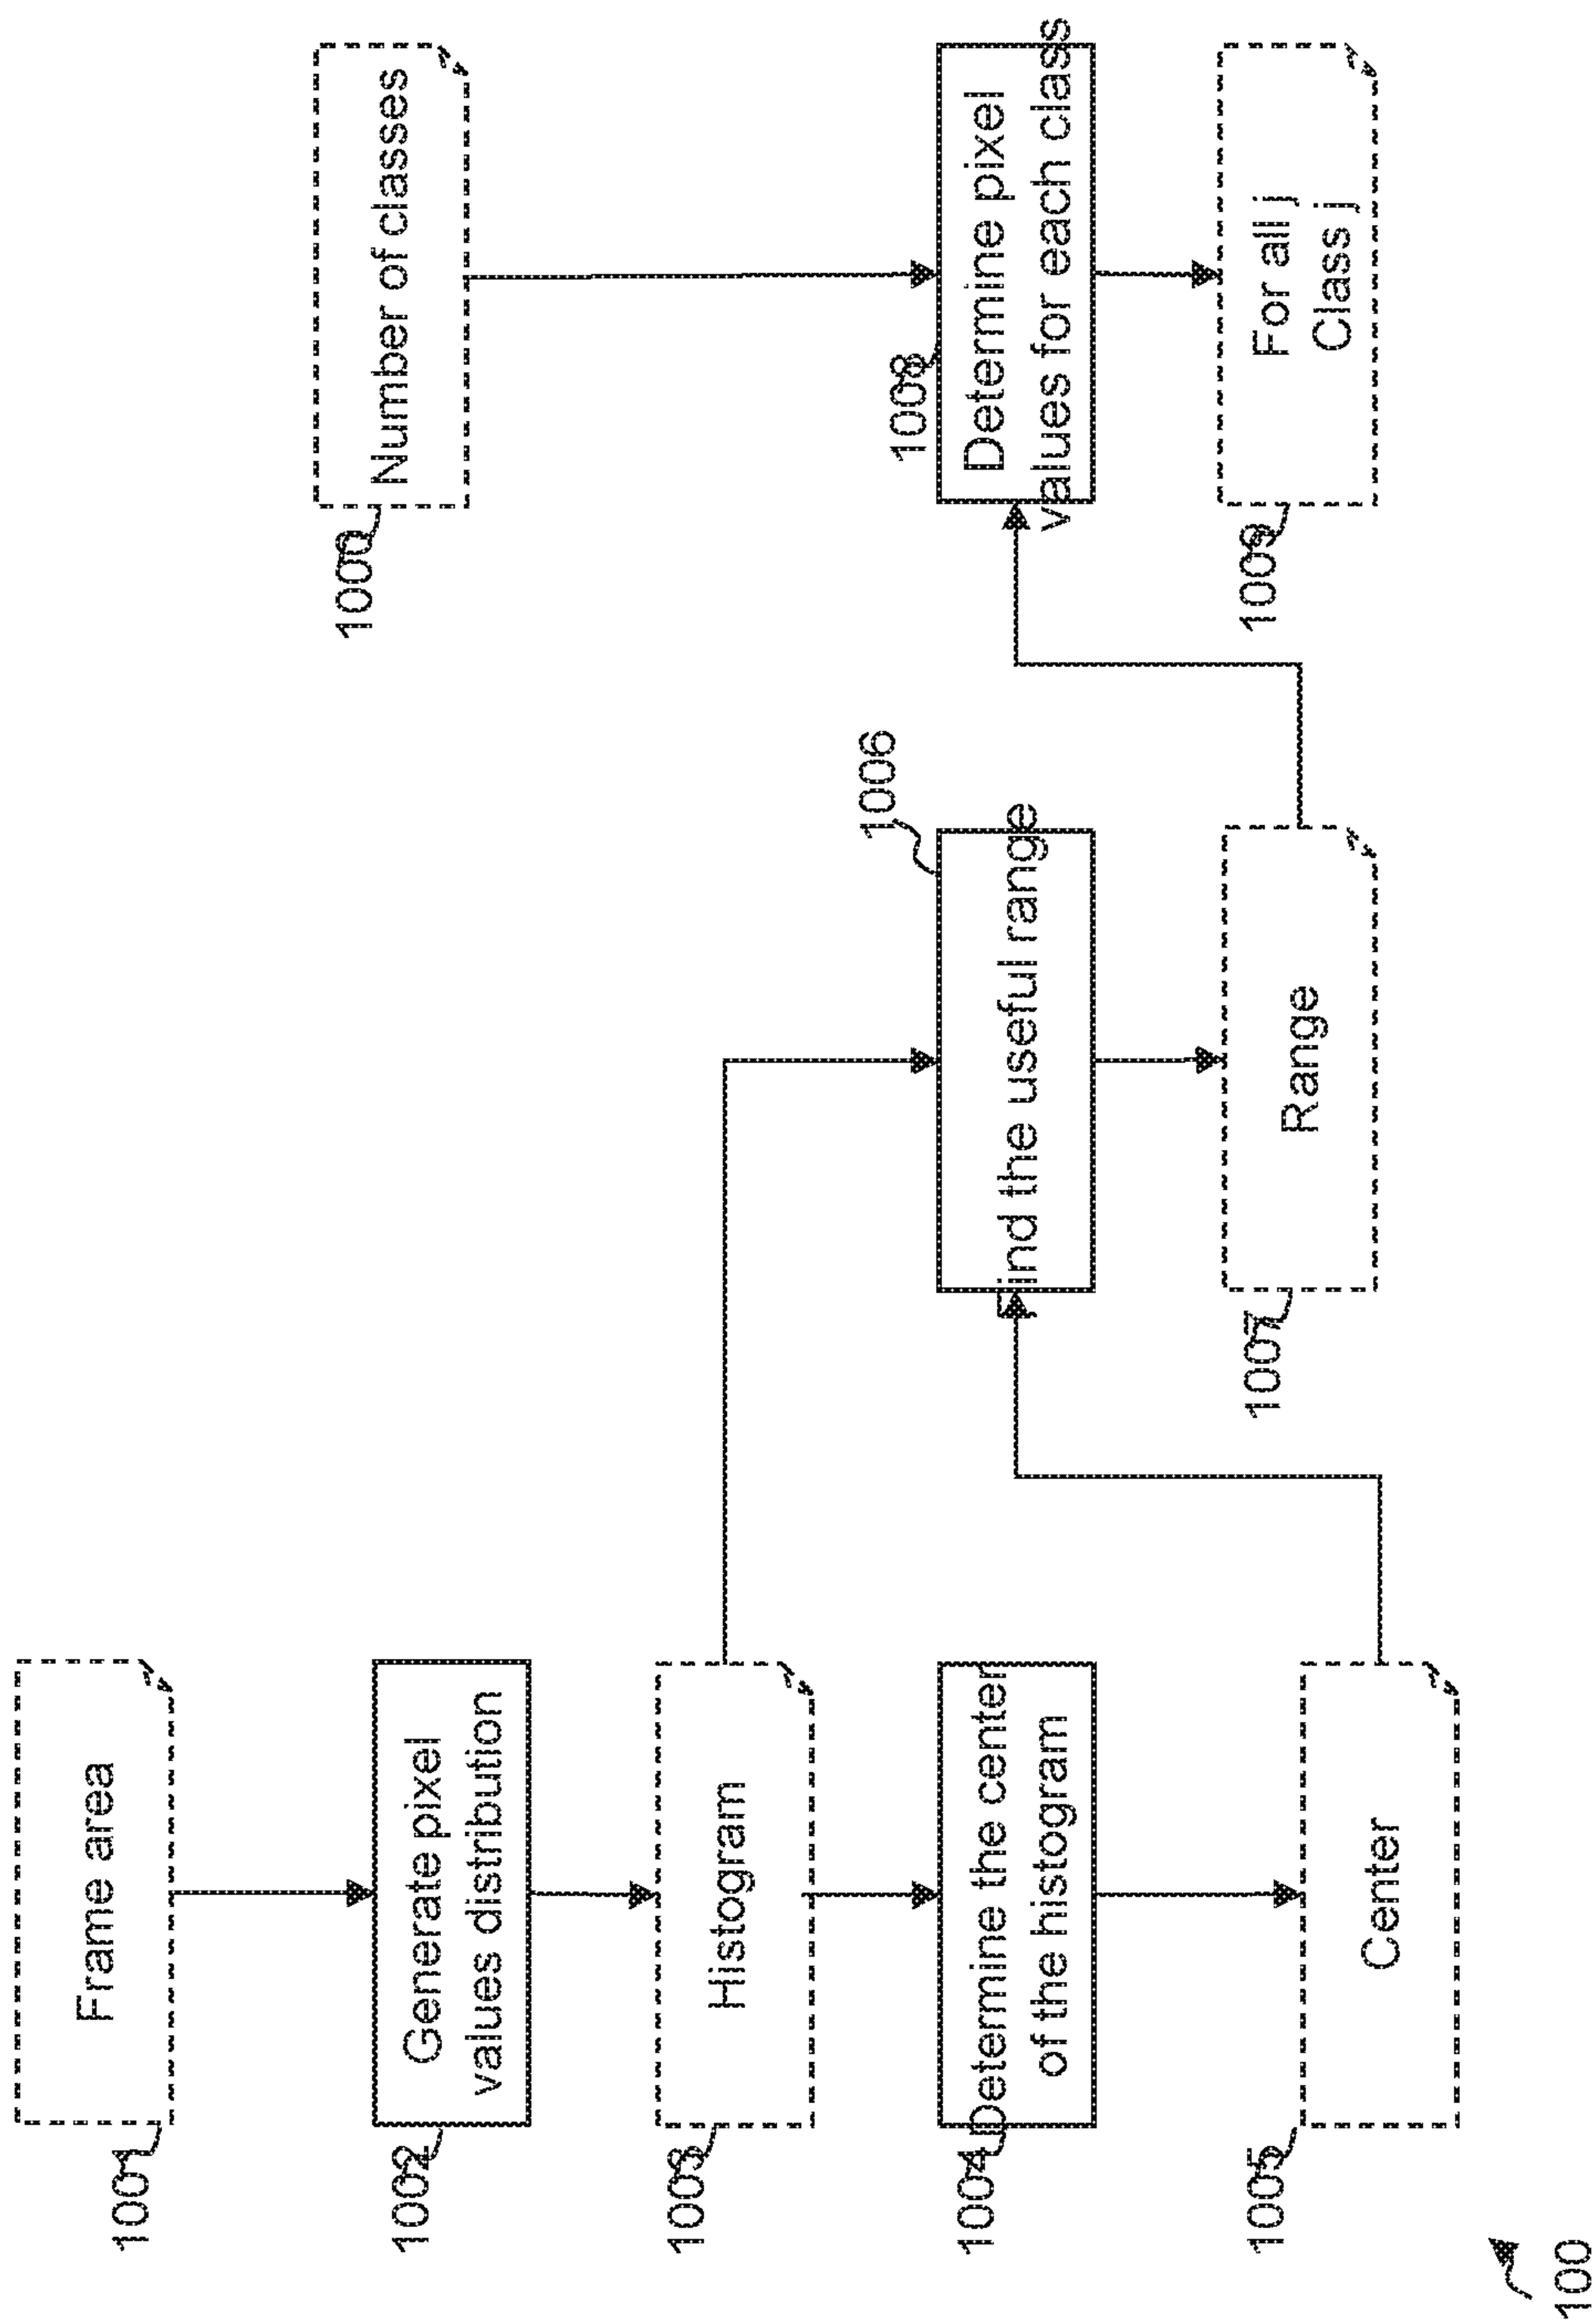 Frame area
1001
Generate pixel
values distribution
1002
Histogram
1003
Determine the center
of the histogram
1004
Center
1005
Find the useful range
1006
Range
1007
Number of classes
1000
Determine pixel
values for each class
1008
For all j
Class j
1009
100